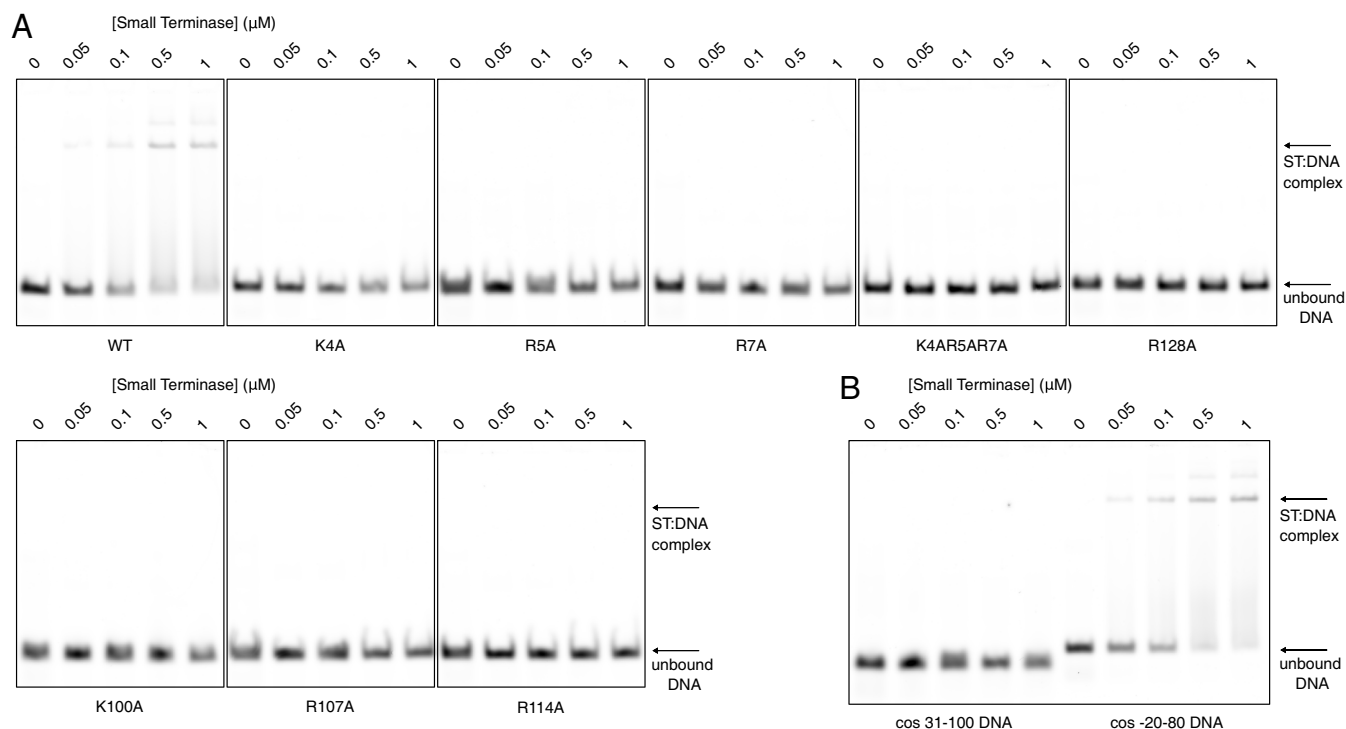 A
[Small Terminase] (μM)
0 0.05 0.1 0.5 1 0 0.05 0.1 0.5 1 0 0.05 0.1 0.5 1 0 0.05 0.1 0.5 1 0 0.05 0.1 0.5 1 0 0.05 0.1 0.5 1
ST:DNA
complex
unbound
DNA
WT K4A R5A R7A K4AR5AR7A R128A
[Small Terminase] (μM)
0 0.05 0.1 0.5 1 0 0.05 0.1 0.5 1 0 0.05 0.1 0.5 1
ST:DNA
complex
unbound
DNA
K100A R107A R114A
B
[Small Terminase] (μM)
0 0.05 0.1 0.5 1 0 0.05 0.1 0.5 1
ST:DNA
complex
unbound
DNA
cos 31-100 DNA cos -20-80 DNA